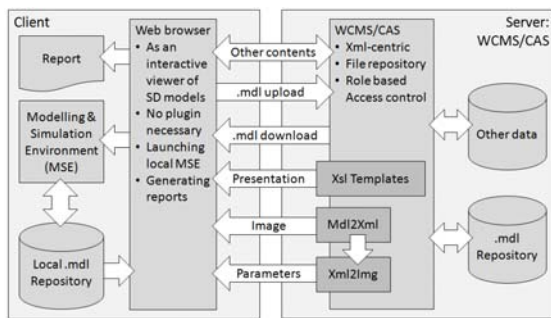 Client
Server:
WCMS/CAS
Report
Modelling &
Simulation
Environment
(MSE)
Local .mdl
Repository
Web browser
• As an
interactive
viewer of
SD models
• No plugin
necessary
• Launching
local MSE
• Generating
reports
Other contents
.mdl upload
.mdl download
Presentation
Image
Parameters
WCMS/CAS
• Xml-centric
• File repository
• Role based
Access control
Xsl Templates
Mdl2Xml
Xml2Img
Other data
.mdl
Repository